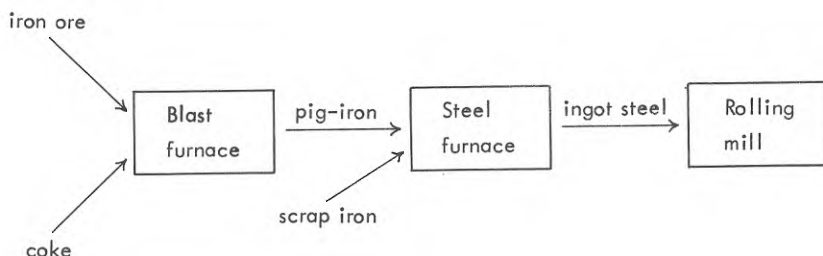 iron ore
Blast
furnace
pig-iron
Steel
furnace
ingot steel
Rolling
mill
scrap iron
coke